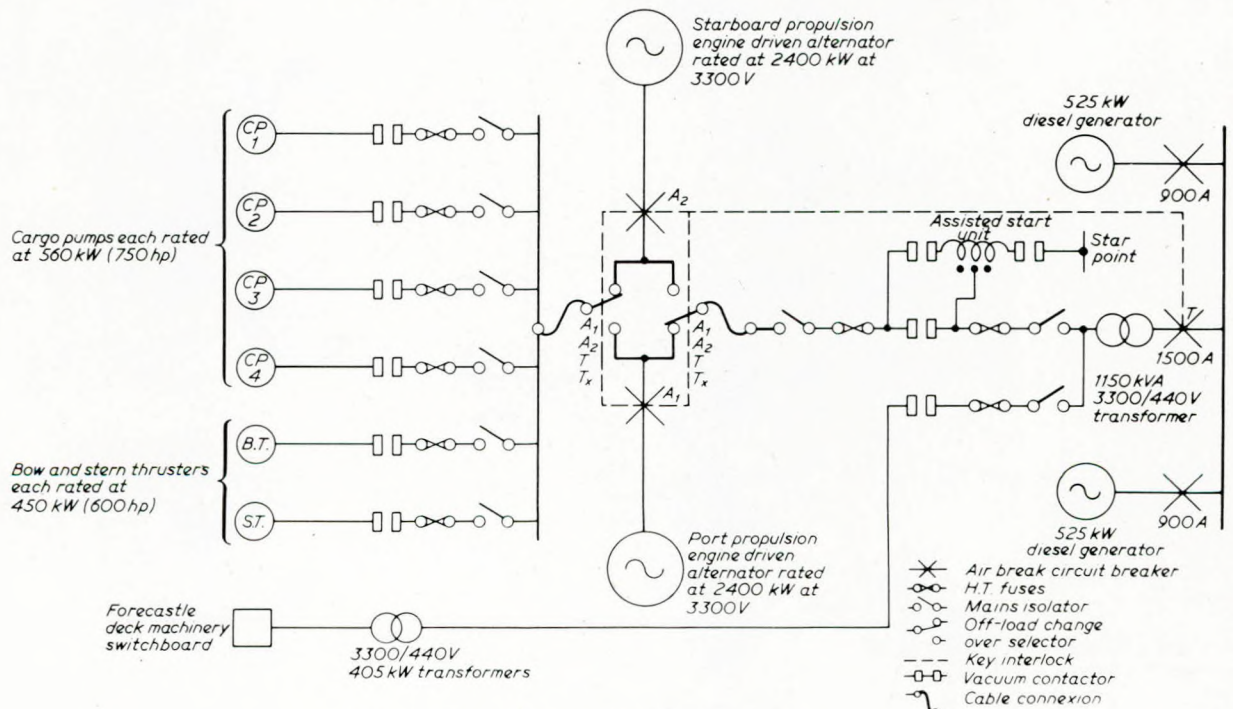 Starboard propulsion
engine driven alternator
rated at 2400 kW at
3300 V
525 kW
diesel generator
900 A
CP
1
CP
2
CP
3
CP
4
Cargo pumps each rated
at 560 kW (750 hp)
A2
Assisted start
unit
Star
point
A1
A2
T
Tx
A1
A2
T
Tx
A1
T
1500 A
1150 kVA
3300/440V
transformer
B.T.
S.T.
Bow and stern thrusters
each rated at
450 kW (600 hp)
Port propulsion
engine driven
alternator rated
at 2400 kW at
3300 V
525 kW
diesel generator
900 A
Forecastle
deck machinery
switchboard
3300/440V
405 kW transformers
Air break circuit breaker
H.T. fuses
Mains isolator
Off-load change
over selector
Key interlock
Vacuum contactor
Cable connexion